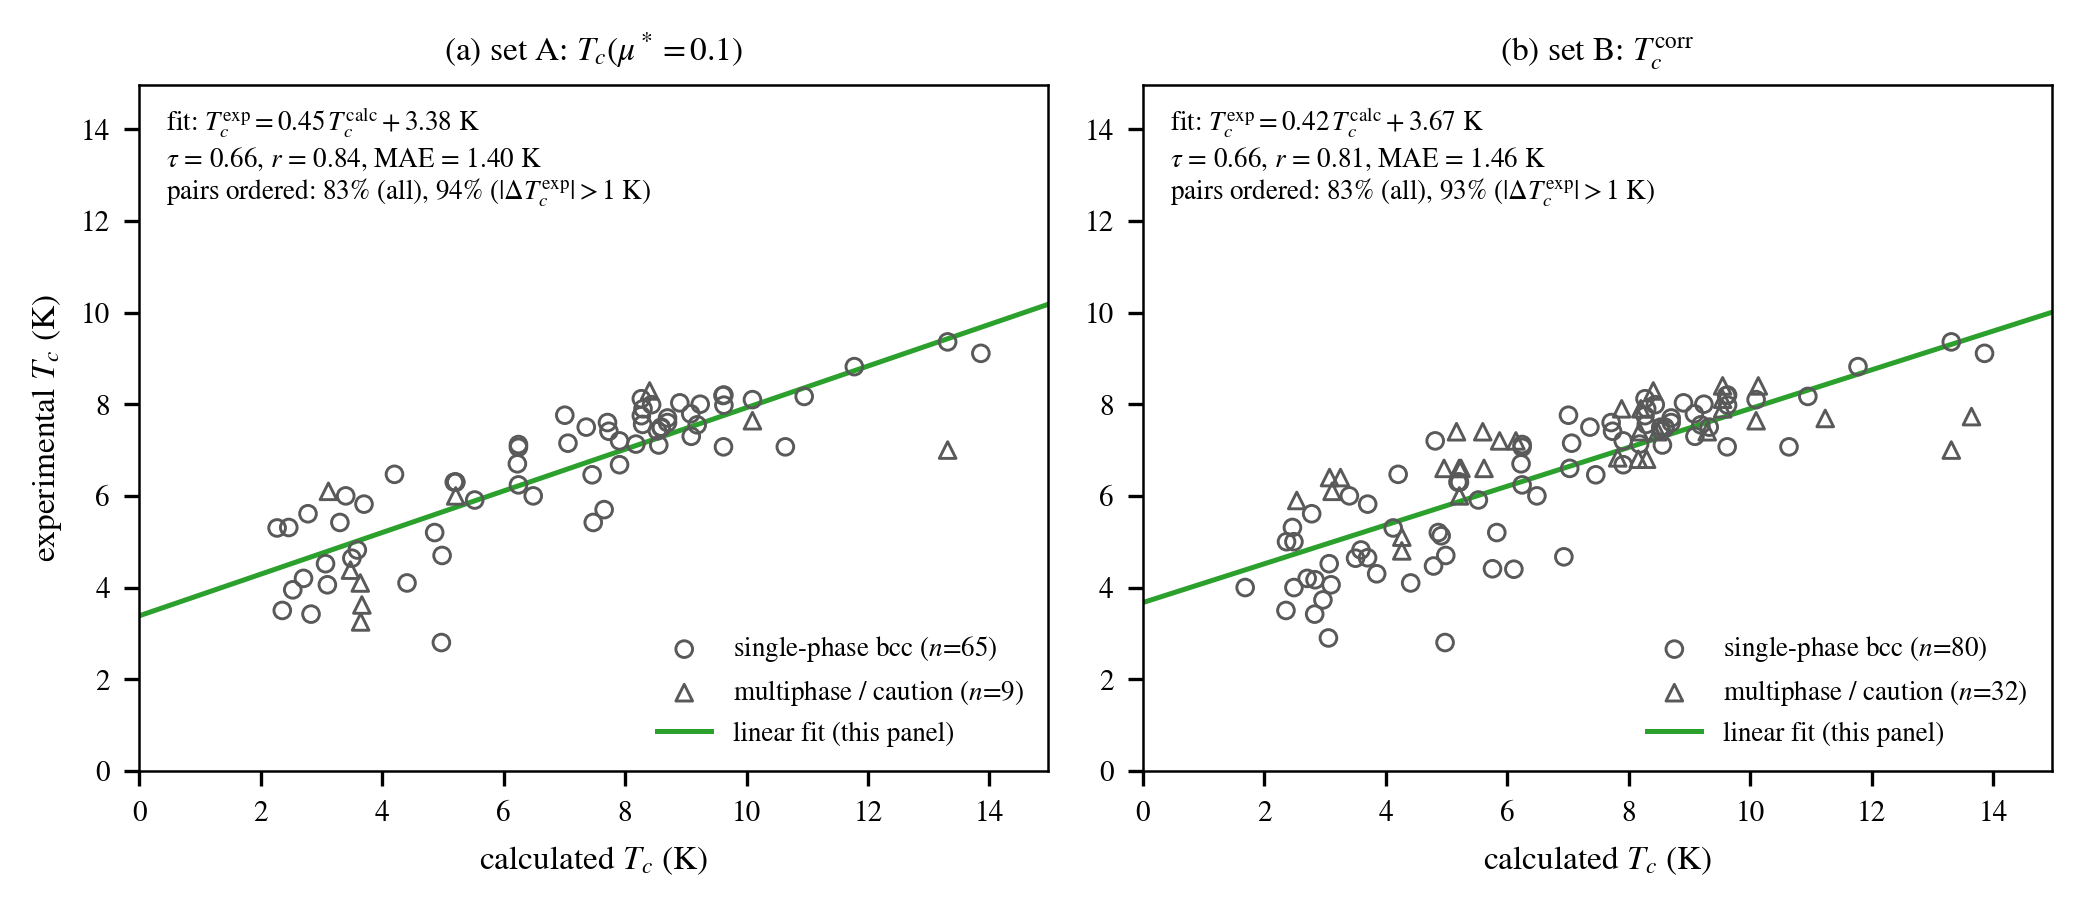 (a) set A: T_c(μ* = 0.1)
fit: T_c^exp = 0.45 T_c^calc + 3.38 K
τ = 0.66, r = 0.84, MAE = 1.40 K
pairs ordered: 83% (all), 94% (|ΔT_c^exp| > 1 K)
experimental T_c (K)
14
12
10
8
6
4
2
0
single-phase bcc (n=65)
multiphase / caution (n=9)
linear fit (this panel)
0 2 4 6 8 10 12 14
calculated T_c (K)
(b) set B: T_c^corr
fit: T_c^exp = 0.42 T_c^calc + 3.67 K
τ = 0.66, r = 0.81, MAE = 1.46 K
pairs ordered: 83% (all), 93% (|ΔT_c^exp| > 1 K)
14
12
10
8
6
4
2
0
single-phase bcc (n=80)
multiphase / caution (n=32)
linear fit (this panel)
0 2 4 6 8 10 12 14
calculated T_c (K)